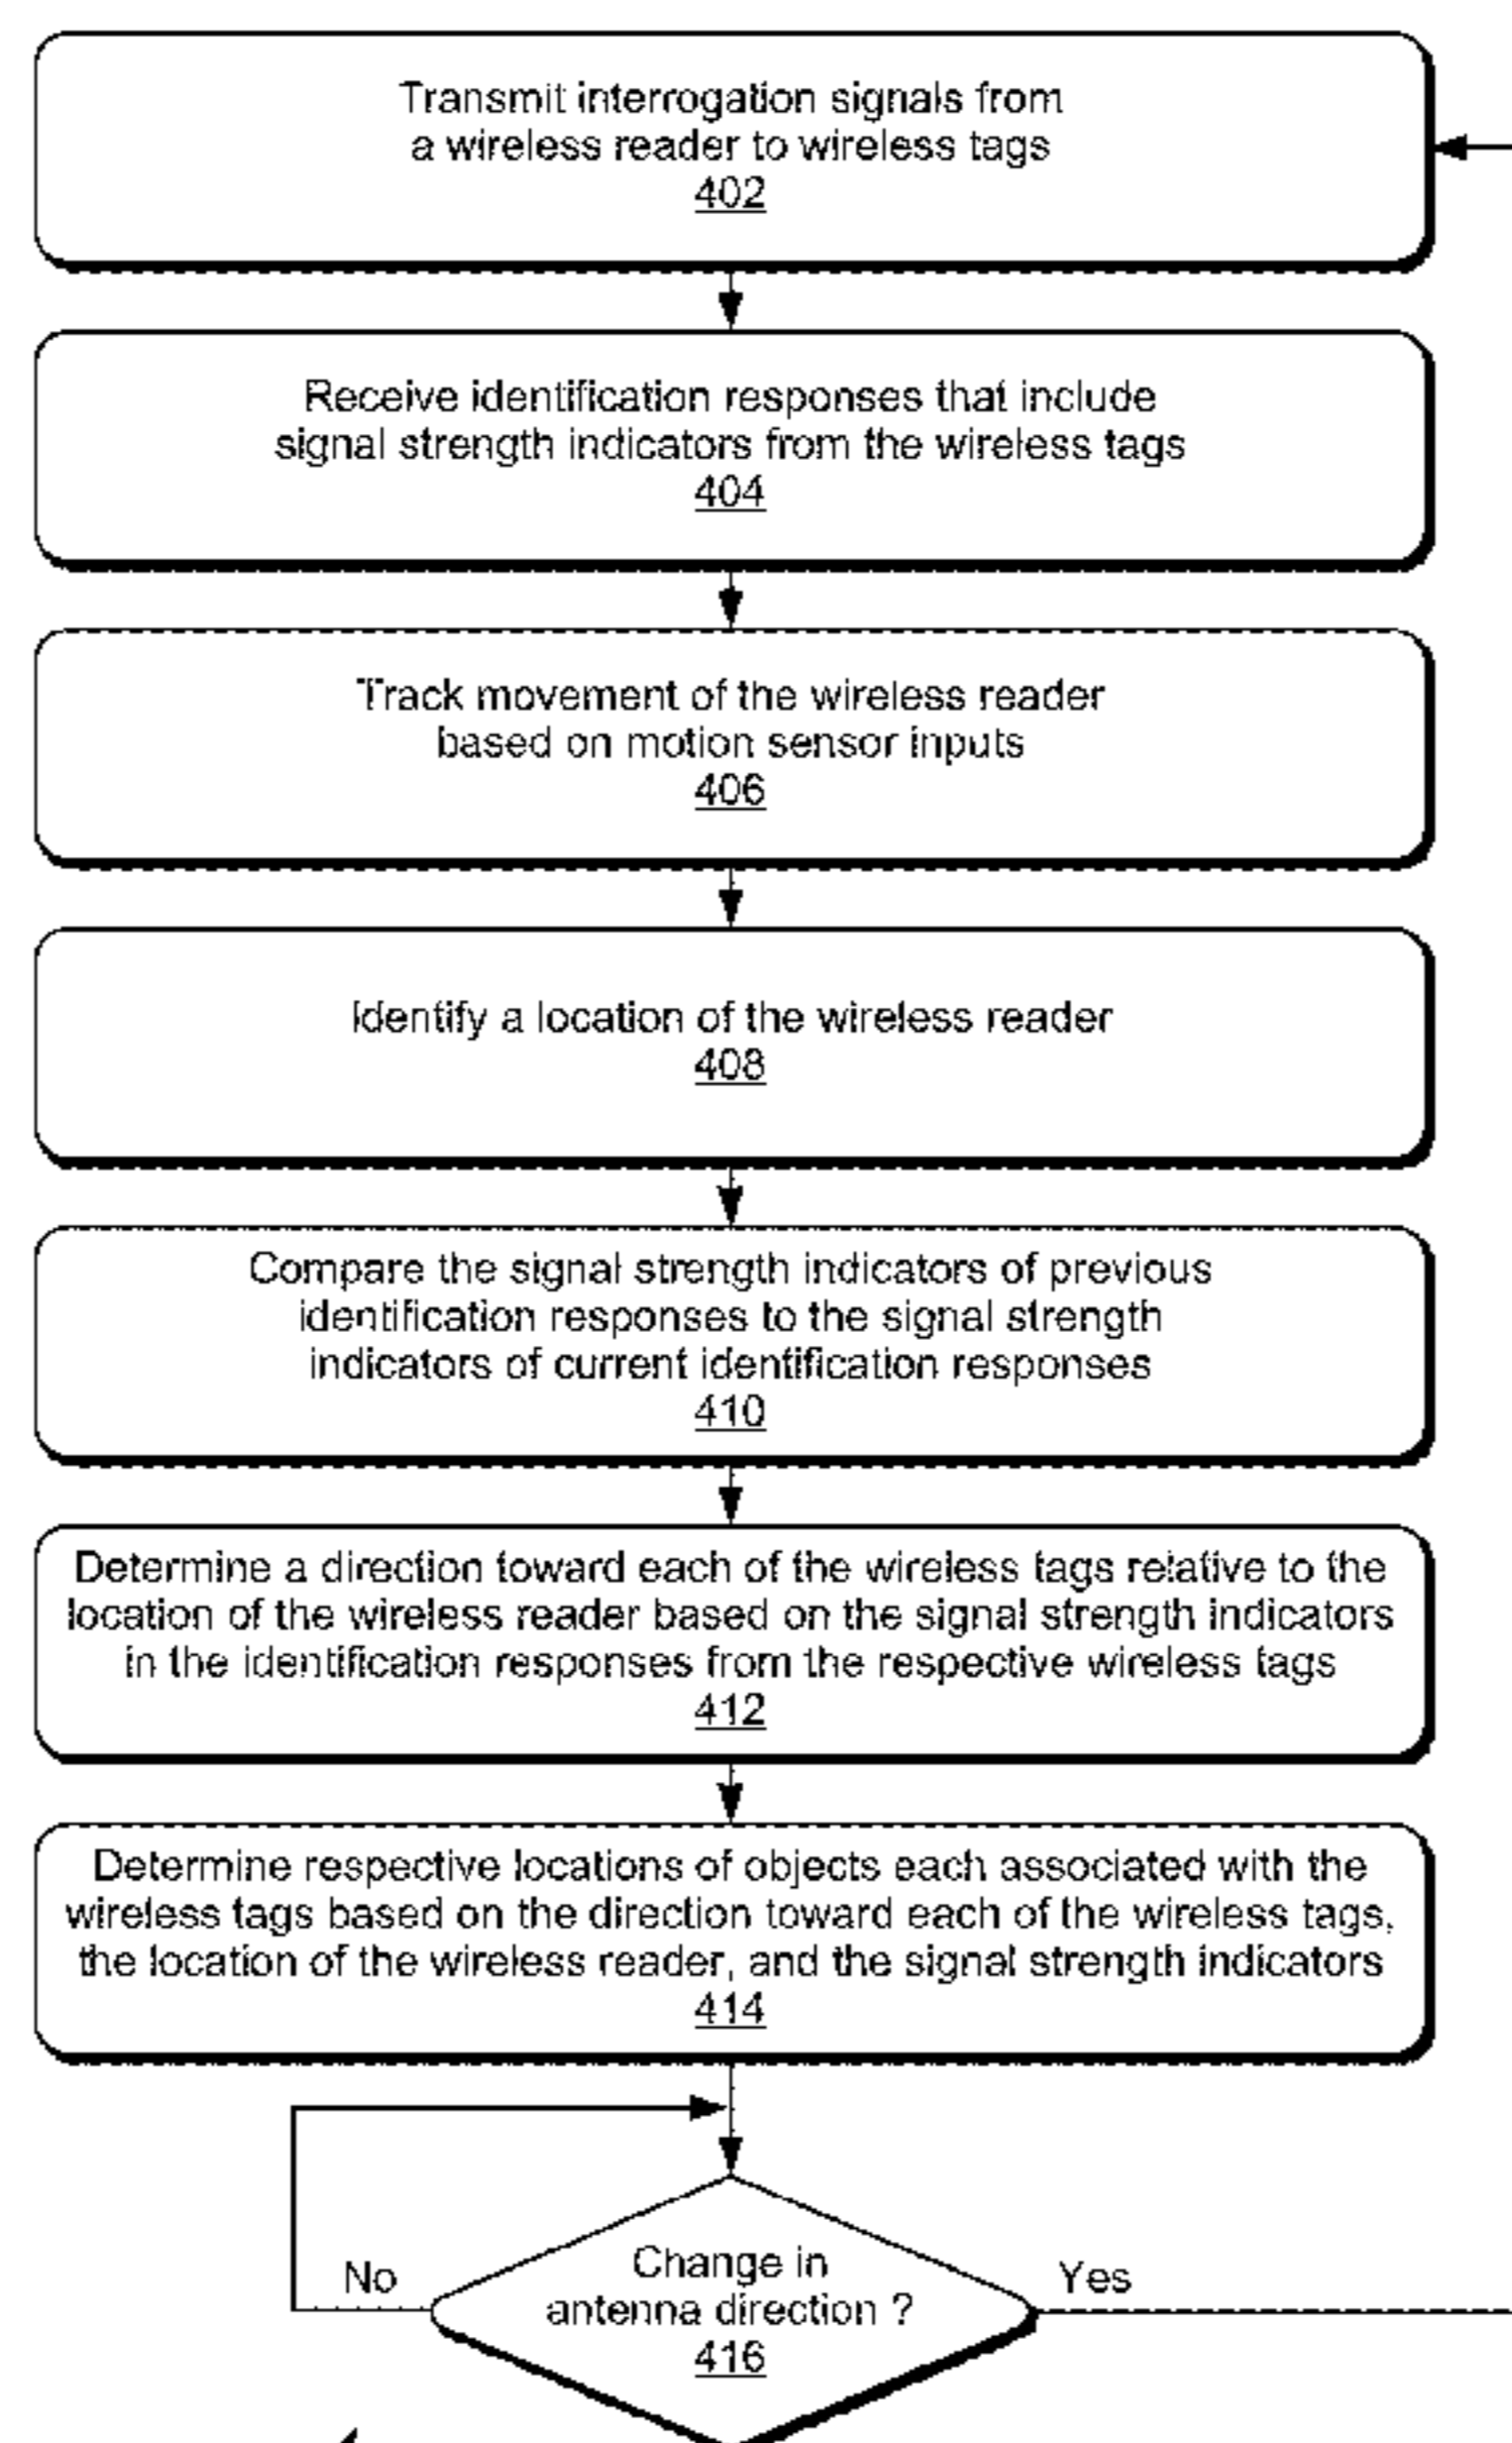 Transmit interrogation signals from
a wireless reader to wireless tags
402
Receive identification responses that include
signal strength indicators from the wireless tags
404
Track movement of the wireless reader
based on motion sensor inputs
406
Identify a location of the wireless reader
408
Compare the signal strength indicators of previous
identification responses to the signal strength
indicators of current identification responses
410
Determine a direction toward each of the wireless tags relative to the
location of the wireless reader based on the signal strength indicators
in the identification responses from the respective wireless tags
412
Determine respective locations of objects each associated with the
wireless tags based on the direction toward each of the wireless tags,
the location of the wireless reader, and the signal strength indicators
414
No
Change in
antenna direction ?
416
Yes